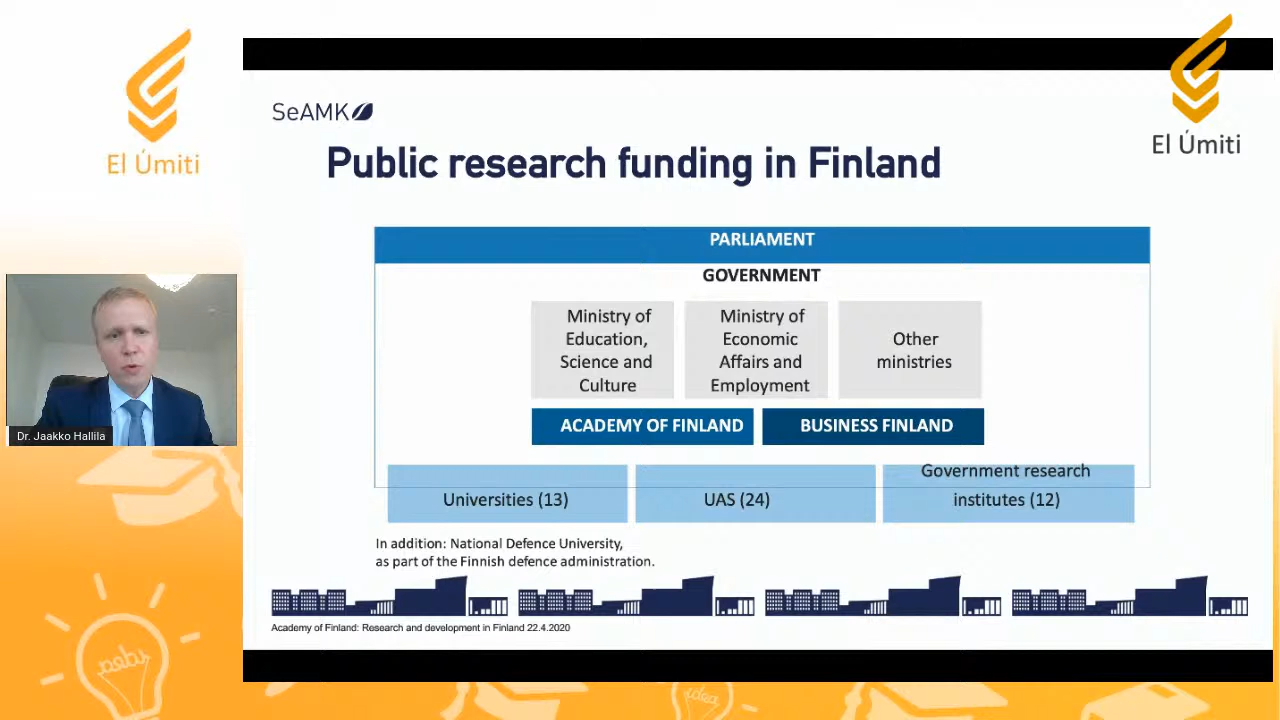 El Úmiti
El Úmiti
SeAMK
Public research funding in Finland
PARLIAMENT
GOVERNMENT
Ministry of
Education,
Science and
Culture
Ministry of
Economic
Affairs and
Employment
Other
ministries
ACADEMY OF FINLAND
BUSINESS FINLAND
Universities (13)
UAS (24)
Government research
institutes (12)
In addition: National Defence University,
as part of the Finnish defence administration.
Academy of Finland: Research and development in Finland 22.4.2020
Dr. Jaakko Hallila
idea
idea